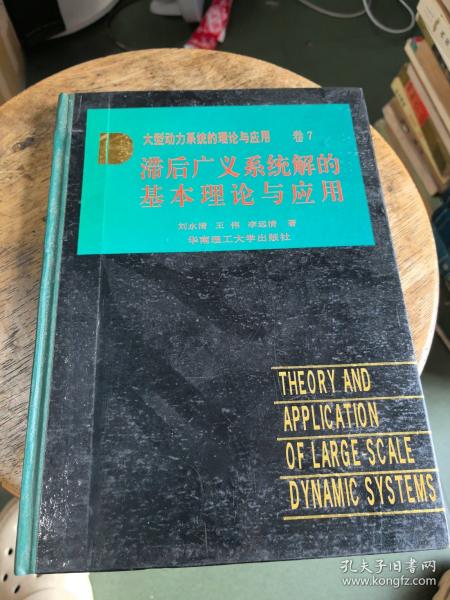 大型动力系统的理论与应用 卷7
滞后广义系统解的
基本理论与应用
刘永清 王伟 李远清 著
华南理工大学出版社
THEORY AND
APPLICATION
OF LARGE SCALE
DYNAMIC SYSTEMS
孔夫子旧书网
www.kongfz.com